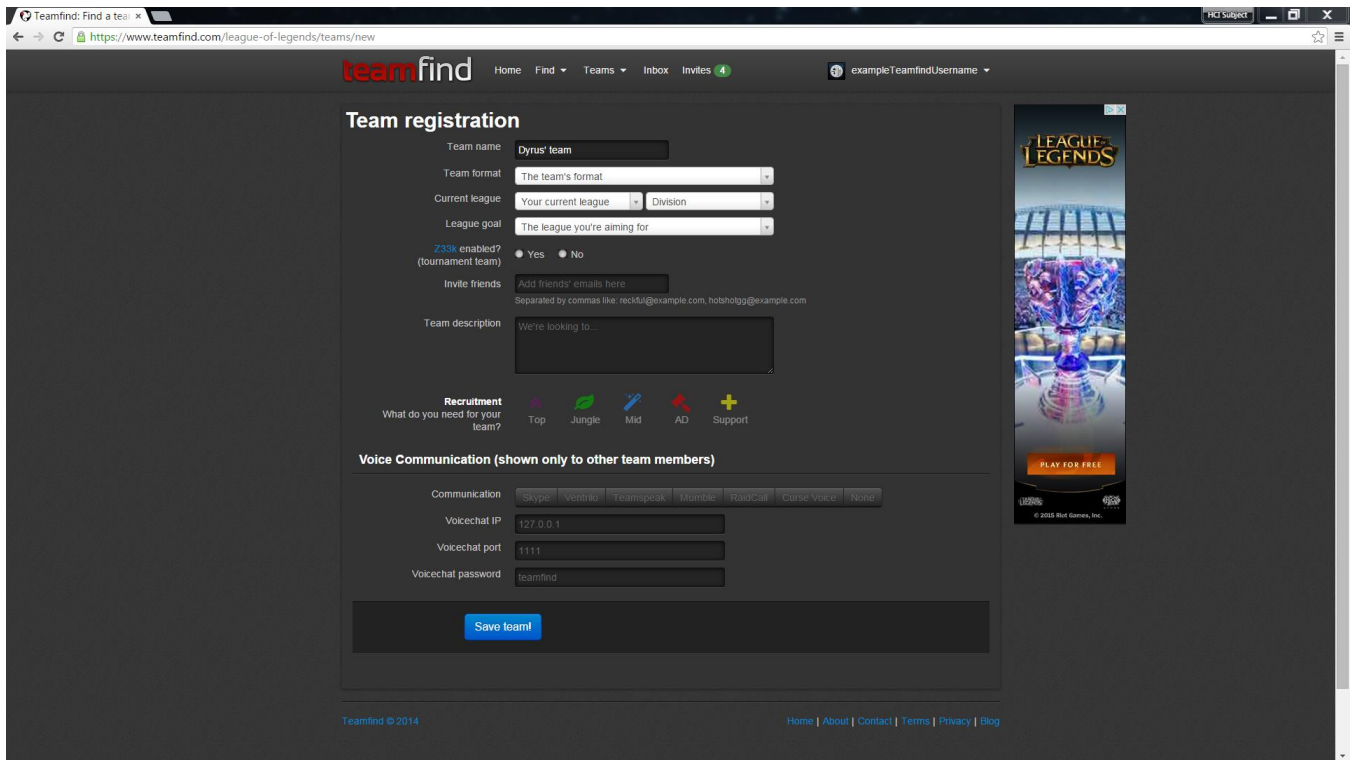 Teamfind: Find a tea
HCI Subject
https://www.teamfind.com/league-of-legends/teams/new
teamfind Home Find Teams Inbox Invites 4 exampleTeamfindUsername
Team registration
Team name Dyrus' team
Team format The team's format
Current league Your current league Division
League goal The league you're aiming for
Z33k enabled?
(tournament team) Yes No
Invite friends Add friends' emails here
Separated by commas like: reckful@example.com, hotshotgg@example.com
Team description We're looking to...
Recruitment
What do you need for your
team?
Top Jungle Mid AD Support
Voice Communication (shown only to other team members)
Communication Skype Ventrilo Teamspeak Mumble RaidCall Curse Voice None
Voicechat IP 127.0.0.1
Voicechat port 1111
Voicechat password teamfind
Save team!
LEAGUE
LEGENDS
PLAY FOR FREE
© 2015 Riot Games, Inc.
Teamfind © 2014
Home | About | Contact | Terms | Privacy | Blog